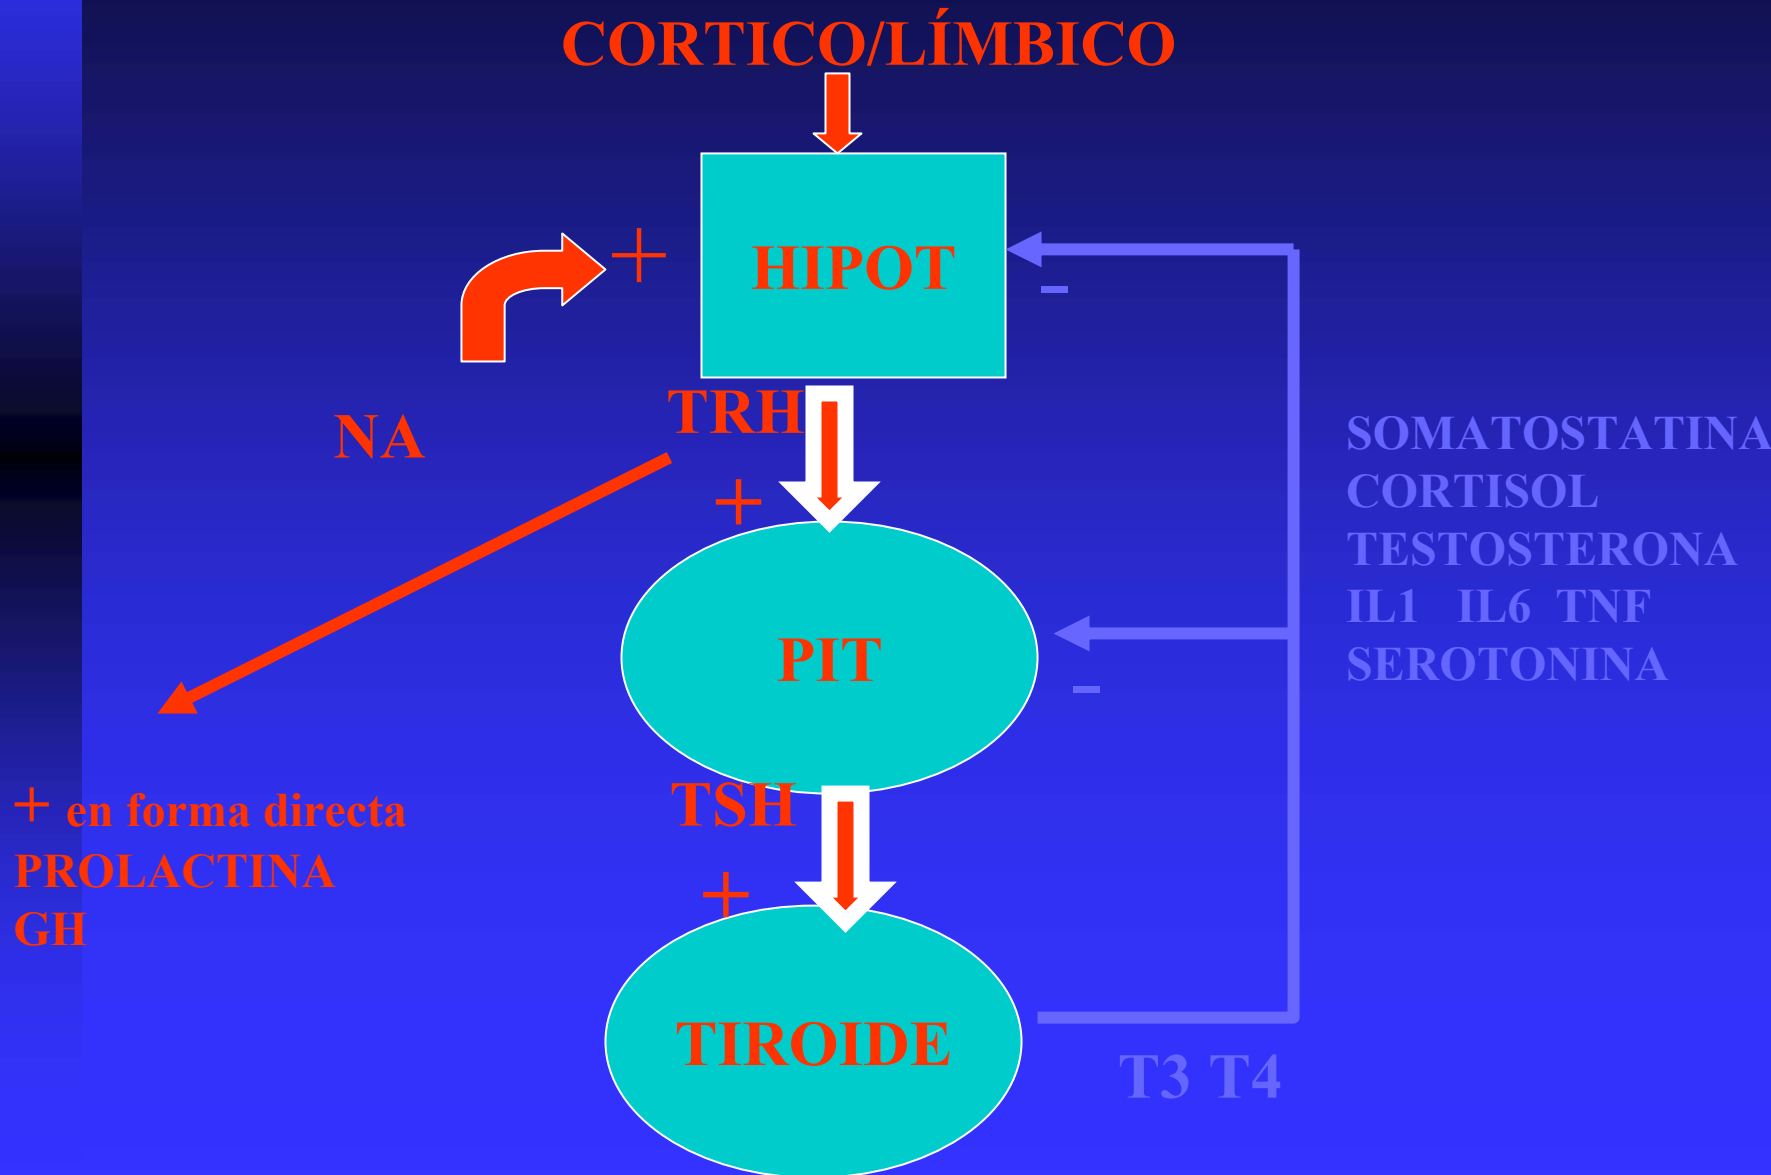 CORTICO/LÍMBICO
+
HIPOT
-
NA
TRH
+
SOMATOSTATINA
CORTISOL
TESTOSTERONA
IL1 IL6 TNF
SEROTONINA
PIT
-
+ en forma directa
PROLACTINA
GH
TSH
+
TIROIDE
T3 T4